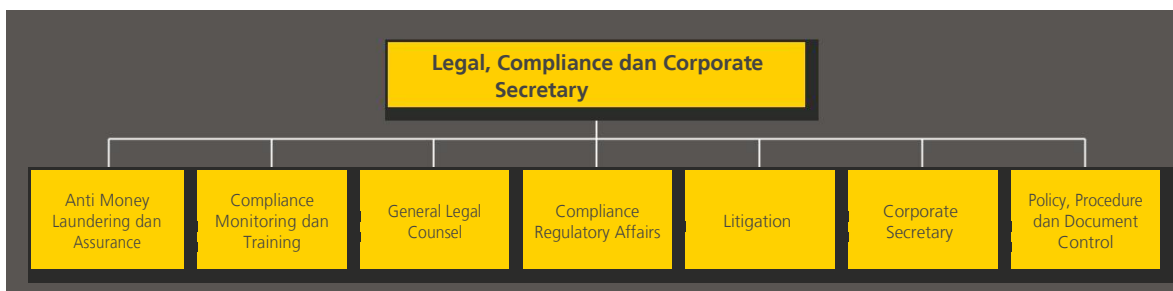 Legal, Compliance dan Corporate
Secretary
Anti Money
Laundering dan
Assurance
Compliance
Monitoring dan
Training
General Legal
Counsel
Compliance
Regulatory Affairs
Litigation
Corporate
Secretary
Policy, Procedure
dan Document
Control